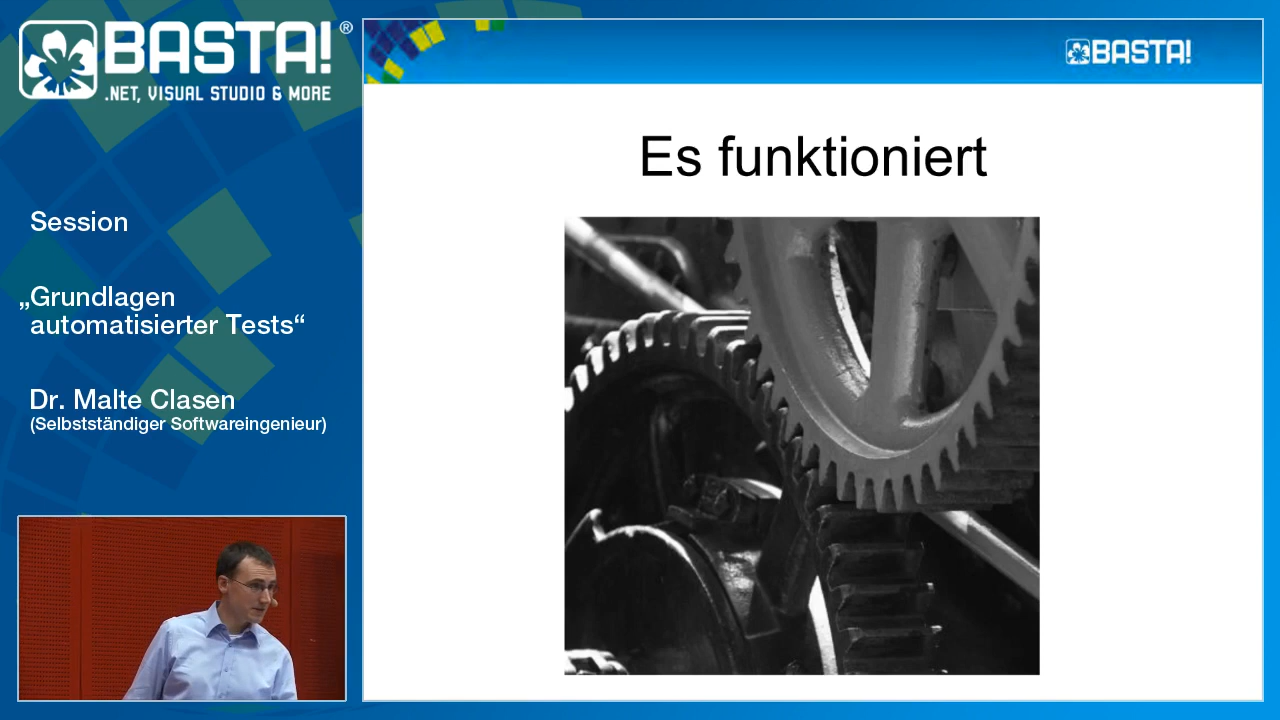 BASTA!®
.NET, VISUAL STUDIO & MORE
Session
„Grundlagen
automatisierter Tests“
Dr. Malte Clasen
(Selbstständiger Softwareingenieur)
BASTA!
Es funktioniert